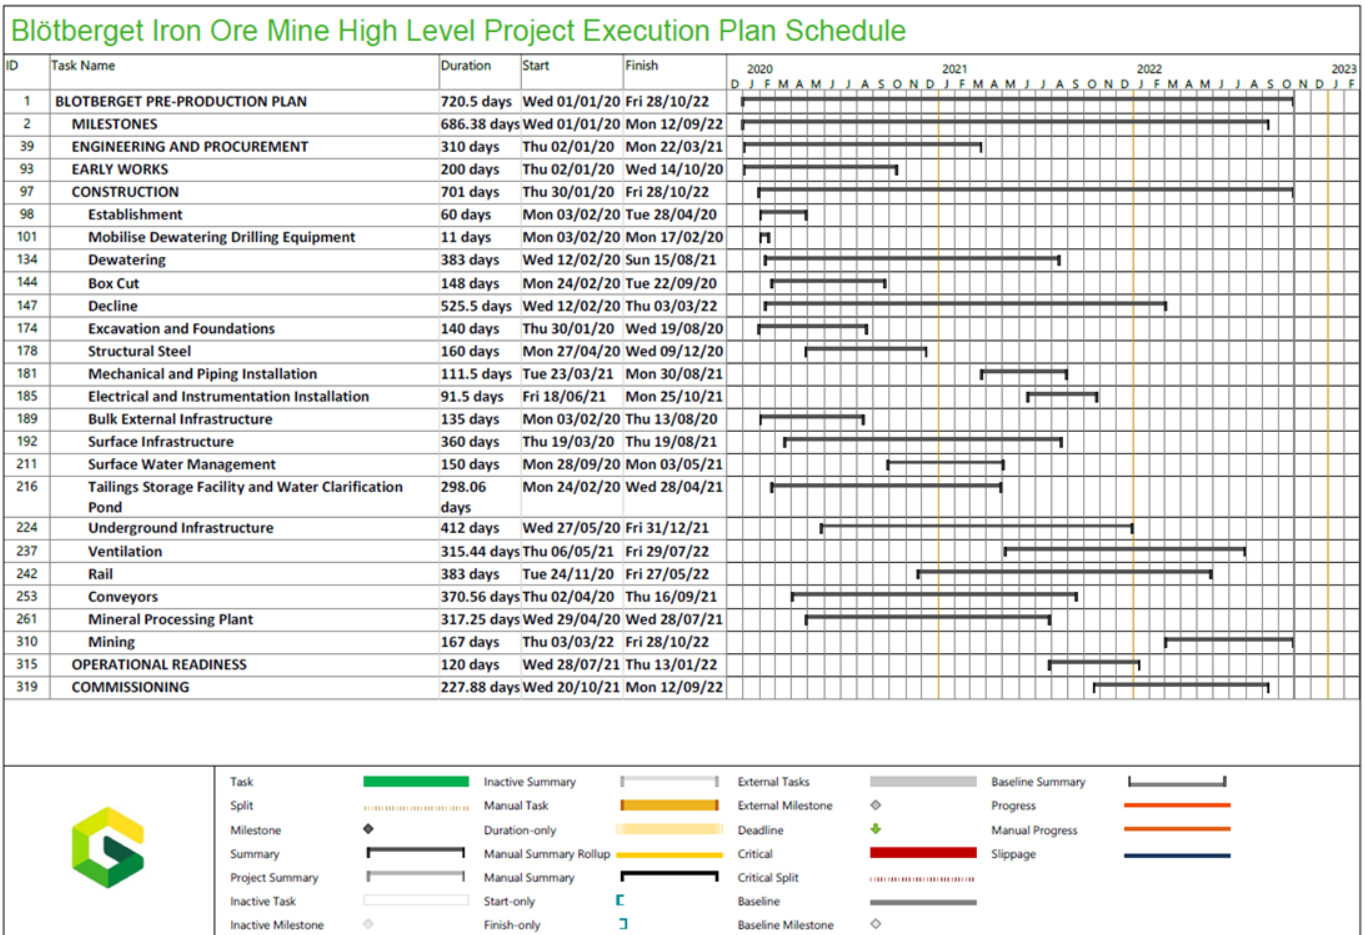 Blötberget Iron Ore Mine High Level Project Execution Plan Schedule
ID Task Name Duration Start Finish 2020 2021 2022 2023
D J F M A M J J A S O N D J F M A M J J A S O N D J F M A M J J A S O N D J F
1 BLOTBERGET PRE-PRODUCTION PLAN 720.5 days Wed 01/01/20 Fri 28/10/22
2 MILESTONES 686.38 days Wed 01/01/20 Mon 12/09/22
39 ENGINEERING AND PROCUREMENT 310 days Thu 02/01/20 Mon 22/03/21
93 EARLY WORKS 200 days Thu 02/01/20 Wed 14/10/20
97 CONSTRUCTION 701 days Thu 30/01/20 Fri 28/10/22
98 Establishment 60 days Mon 03/02/20 Tue 28/04/20
101 Mobilise Dewatering Drilling Equipment 11 days Mon 03/02/20 Mon 17/02/20
134 Dewatering 383 days Wed 12/02/20 Sun 15/08/21
144 Box Cut 148 days Mon 24/02/20 Tue 22/09/20
147 Decline 525.5 days Wed 12/02/20 Thu 03/03/22
174 Excavation and Foundations 140 days Thu 30/01/20 Wed 19/08/20
178 Structural Steel 160 days Mon 27/04/20 Wed 09/12/20
181 Mechanical and Piping Installation 111.5 days Tue 23/03/21 Mon 30/08/21
185 Electrical and Instrumentation Installation 91.5 days Fri 18/06/21 Mon 25/10/21
189 Bulk External Infrastructure 135 days Mon 03/02/20 Thu 13/08/20
192 Surface Infrastructure 360 days Thu 19/03/20 Thu 19/08/21
211 Surface Water Management 150 days Mon 28/09/20 Mon 03/05/21
216 Tailings Storage Facility and Water Clarification 298.06 Mon 24/02/20 Wed 28/04/21
Pond days
224 Underground Infrastructure 412 days Wed 27/05/20 Fri 31/12/21
237 Ventilation 315.44 days Thu 06/05/21 Fri 29/07/22
242 Rail 383 days Tue 24/11/20 Fri 27/05/22
253 Conveyors 370.56 days Thu 02/04/20 Thu 16/09/21
261 Mineral Processing Plant 317.25 days Wed 29/04/20 Wed 28/07/21
310 Mining 167 days Thu 03/03/22 Fri 28/10/22
315 OPERATIONAL READINESS 120 days Wed 28/07/21 Thu 13/01/22
319 COMMISSIONING 227.88 days Wed 20/10/21 Mon 12/09/22
Task Inactive Summary External Tasks Baseline Summary
Split Manual Task External Milestone Progress
Milestone Duration-only Deadline Manual Progress
Summary Manual Summary Rollup Critical Slippage
Project Summary Manual Summary Critical Split
Inactive Task Start-only Baseline
Inactive Milestone Finish-only Baseline Milestone